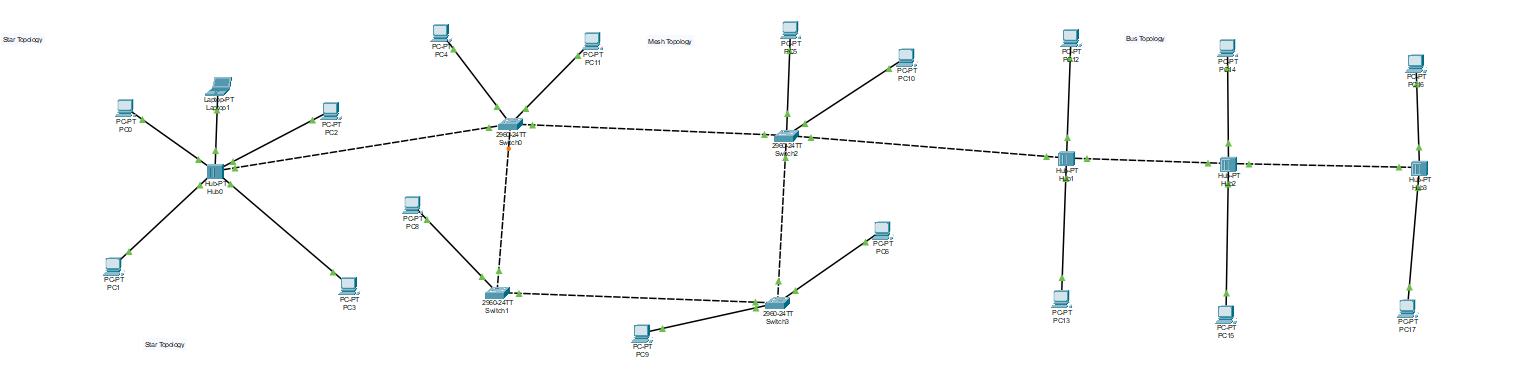 Star Topology
PC-PT
PC0
Laptop-PT
Laptop1
PC-PT
PC2
Hub-PT
Hub0
PC-PT
PC1
PC-PT
PC3
Star Topology
Mesh Topology
PC-PT
PC4
PC-PT
PC11
PC-PT
PC5
PC-PT
PC10
2960-24TT
Switch0
2960-24TT
Switch2
PC-PT
PC8
PC-PT
PC6
2960-24TT
Switch1
2960-24TT
Switch3
PC-PT
PC9
Bus Topology
PC-PT
PC12
PC-PT
PC14
PC-PT
PC16
Hub-PT
Hub1
Hub-PT
Hub2
Hub-PT
Hub3
PC-PT
PC13
PC-PT
PC15
PC-PT
PC17